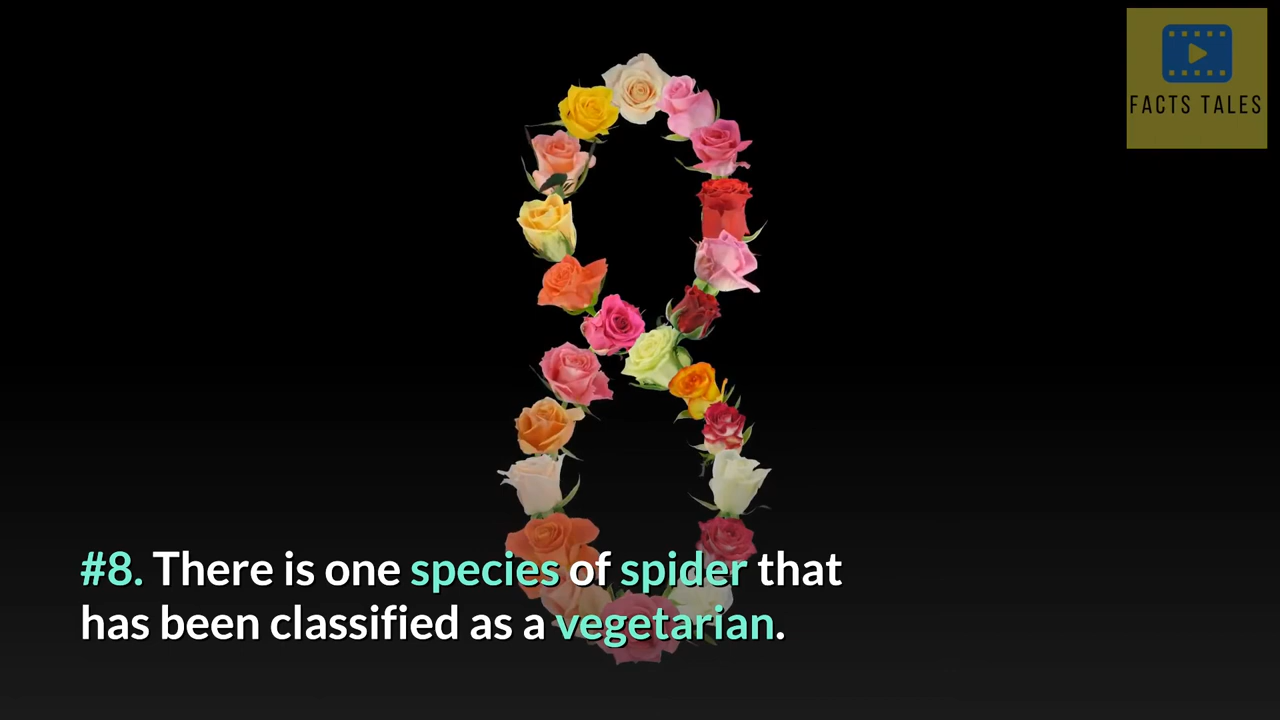 FACTS TALES
#8. There is one species of spider that
has been classified as a vegetarian.